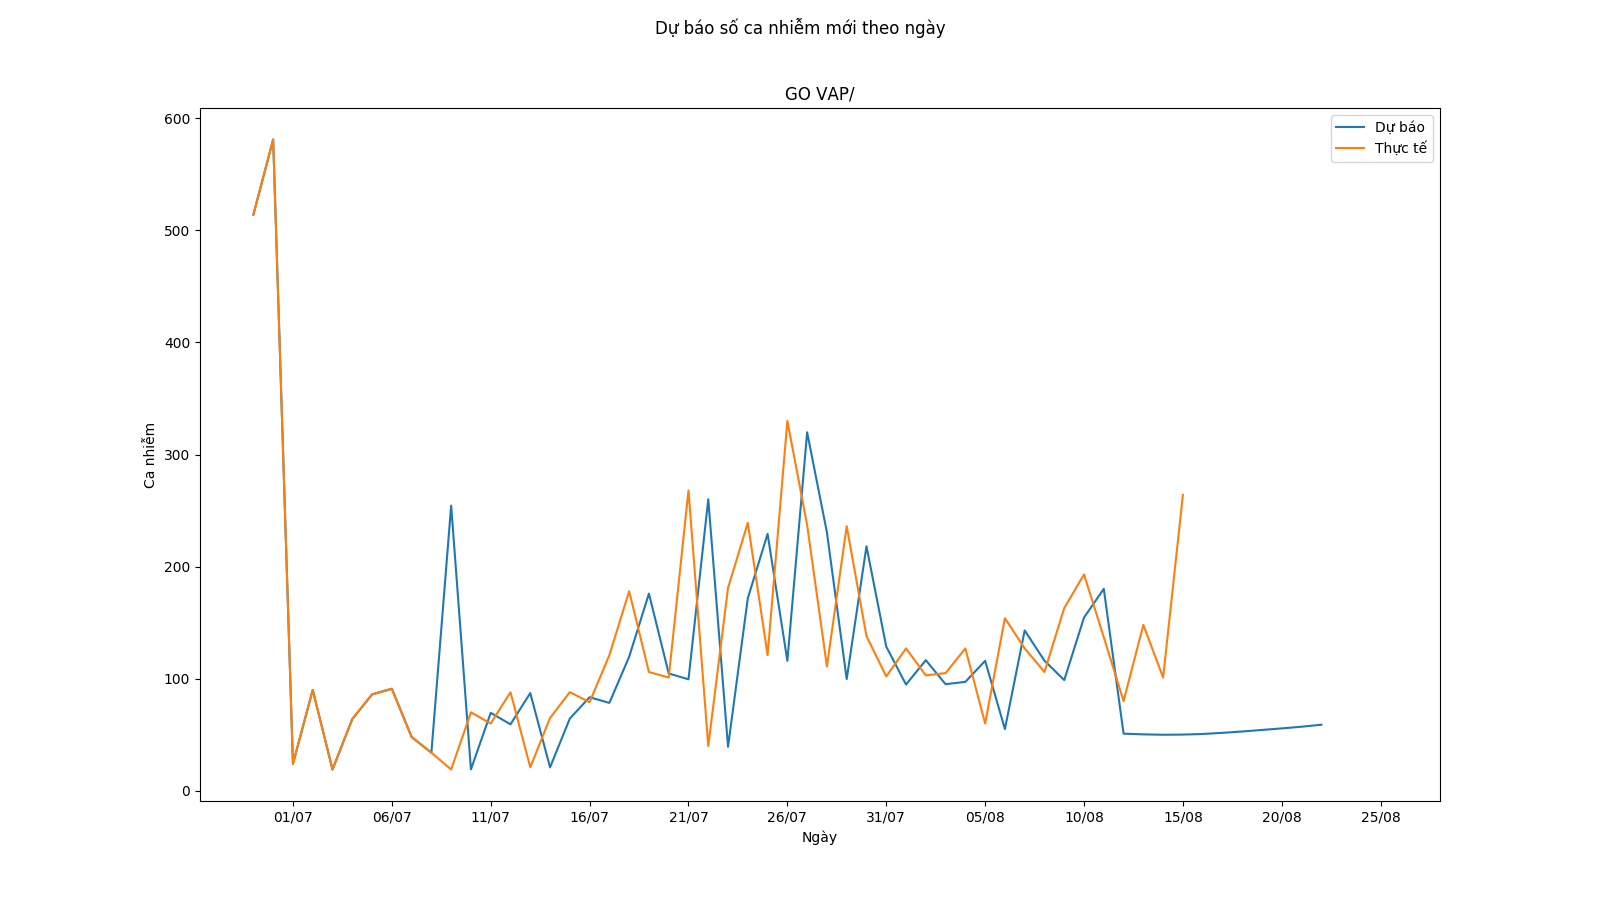 Dự báo số ca nhiễm mới theo ngày
GO VAP/
Dự báo
Thực tế
600
500
400
300
200
100
0
Ca nhiễm
01/07 06/07 11/07 16/07 21/07 26/07 31/07 05/08 10/08 15/08 20/08 25/08
Ngày